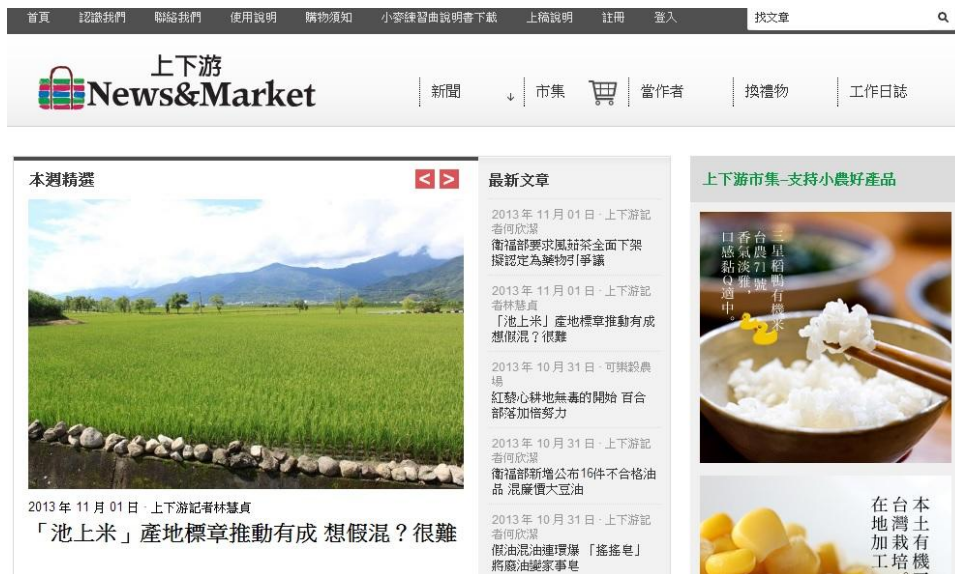 首頁 認識我們 聯絡我們 使用說明 購物須知 小麥練習曲說明書下載 上稿說明 註冊 登入 找文章
上下游
News&Market
新聞 ↓ 市集 當作者 換禮物 工作日誌
本週精選
< >
2013 年 11 月 01 日 · 上下游記者林慧貞
「池上米」產地標章推動有成 想假混？很難
最新文章
2013 年 11 月 01 日 · 上下游記
者何欣潔
衛福部要求風茹茶全面下架
擬認定為藥物引爭議
2013 年 11 月 01 日 · 上下游記
者林慧貞
「池上米」產地標章推動有成
想假混？很難
2013 年 10 月 31 日 · 可樂穀農
場
紅藜心耕地無毒的開始 百合
部落加倍努力
2013 年 10 月 31 日 · 上下游記
者何欣潔
衛福部新增公布16件不合格油
品 混廉價大豆油
2013 年 10 月 31 日 · 上下游記
者何欣潔
假油混油連環爆 「搖搖皂」
將廢油變家事皂
上下游市集–支持小農好產品
三星稻鴨有機米
台農71號
香氣淡雅，
口感黏Q適中。
本土有機
台灣栽培。
在地加工